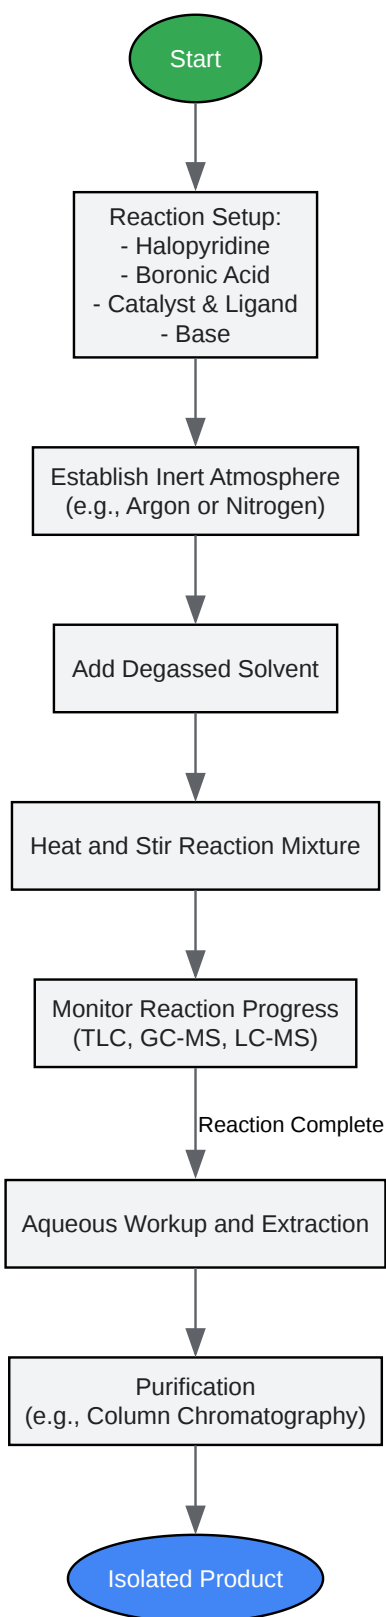 Start
Reaction Setup:
- Halopyridine
- Boronic Acid
- Catalyst & Ligand
- Base
Establish Inert Atmosphere
(e.g., Argon or Nitrogen)
Add Degassed Solvent
Heat and Stir Reaction Mixture
Monitor Reaction Progress
(TLC, GC-MS, LC-MS)
Reaction Complete
Aqueous Workup and Extraction
Purification
(e.g., Column Chromatography)
Isolated Product